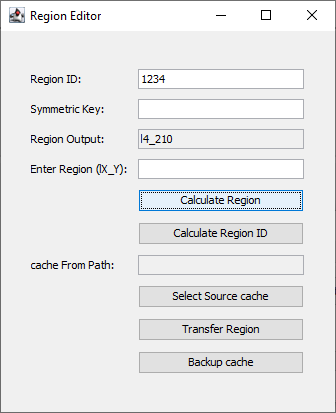 Region Editor
Region ID: 1234
Symmetric Key:
Region Output: l4_210
Enter Region (lX_Y):
Calculate Region
Calculate Region ID
cache From Path:
Select Source cache
Transfer Region
Backup cache